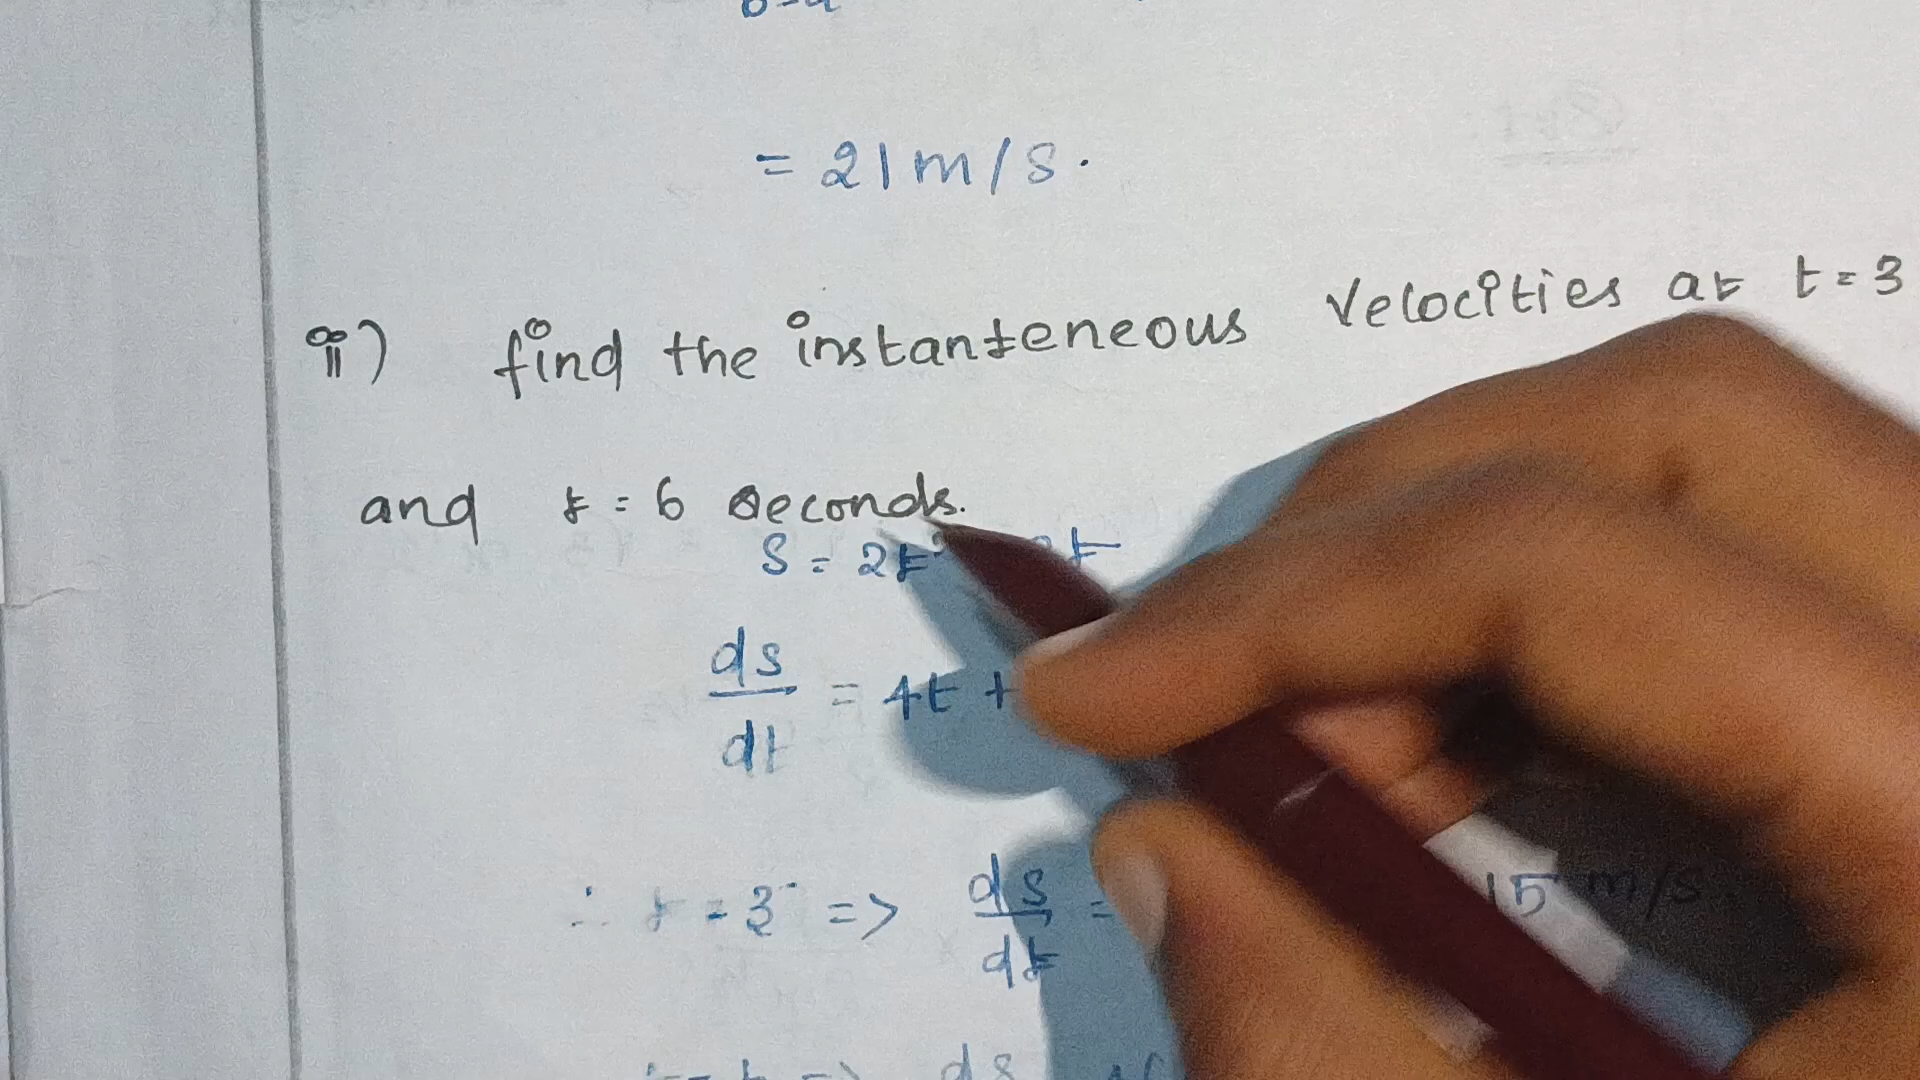 = 21 m/s.
ii) find the instanteneous velocities at t = 3
and t = 6 seconds.
S = 2t
ds/dt = 4t +
∴ t = 3 => ds/dt = 15 m/s.
=> ds